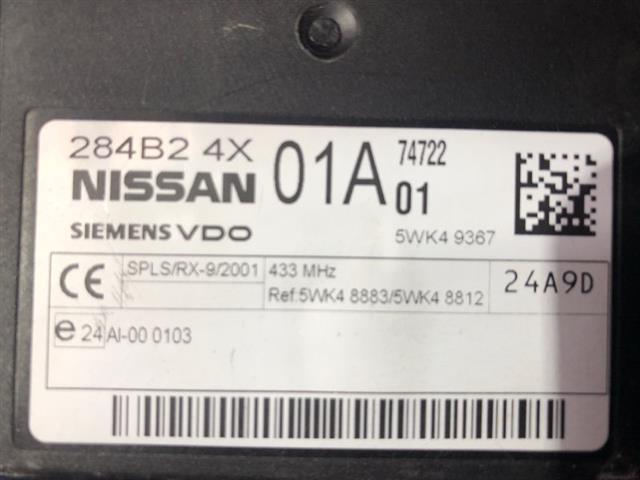 284B2 4X 01A 74722
NISSAN 01
SIEMENS VDO 5WK4 9367
CE SPLS/RX-9/2001 433 MHz 24A9D
Ref.5WK4 8883/5WK4 8812
e 24 AI-00 0103